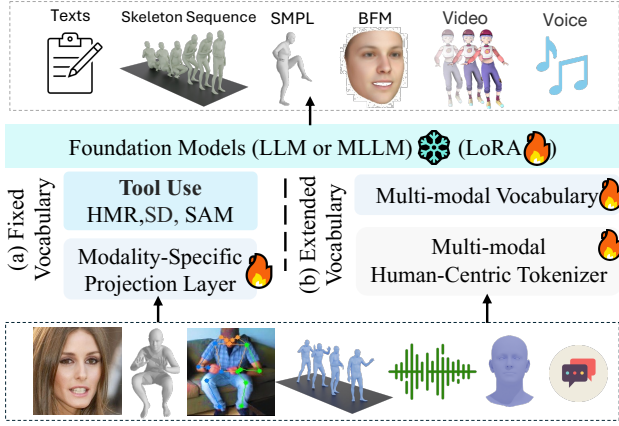 Texts
Skeleton Sequence
SMPL
BFM
Video
Voice
Foundation Models (LLM or MLLM) (LoRA )
(a) Fixed
Vocabulary
Tool Use
HMR,SD, SAM
Modality-Specific
Projection Layer
(b) Extended
Vocabulary
Multi-modal Vocabulary
Multi-modal
Human-Centric Tokenizer